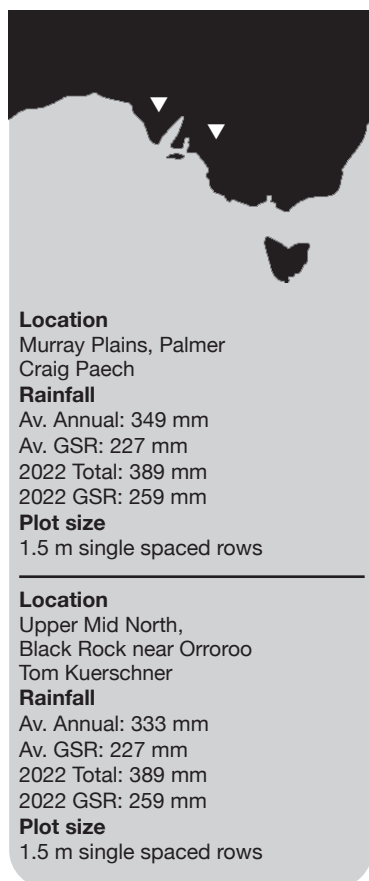 Location
Murray Plains, Palmer
Craig Paech
Rainfall
Av. Annual: 349 mm
Av. GSR: 227 mm
2022 Total: 389 mm
2022 GSR: 259 mm
Plot size
1.5 m single spaced rows
Location
Upper Mid North,
Black Rock near Orroroo
Tom Kuerschner
Rainfall
Av. Annual: 333 mm
Av. GSR: 227 mm
2022 Total: 389 mm
2022 GSR: 259 mm
Plot size
1.5 m single spaced rows